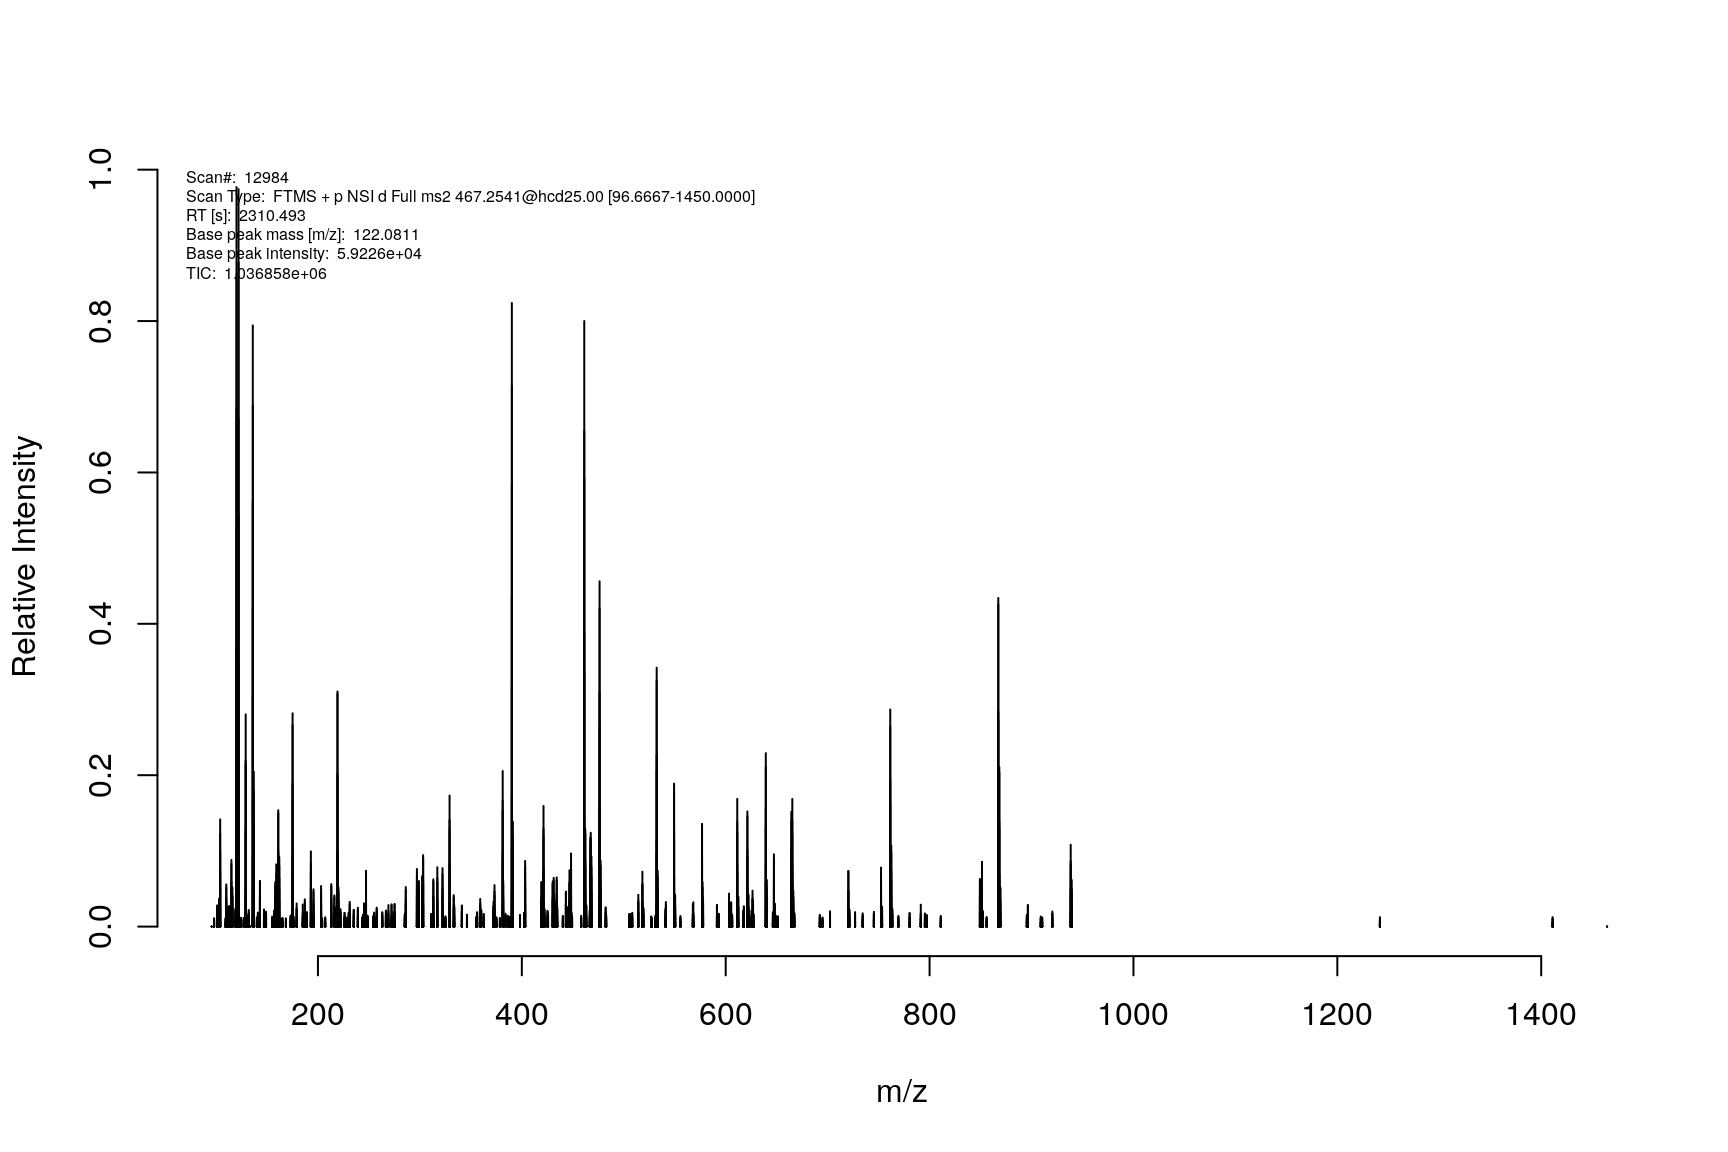 Scan#:  12984
Scan Type:  FTMS + p NSI d Full ms2 467.2541@hcd25.00 [96.6667-1450.0000]
RT [s]:  2310.493
Base peak mass [m/z]:  122.0811
Base peak intensity:  5.9226e+04
TIC:  1.036858e+06
1.0
0.8
0.6
0.4
0.2
0.0
Relative Intensity
200 400 600 800 1000 1200 1400
m/z